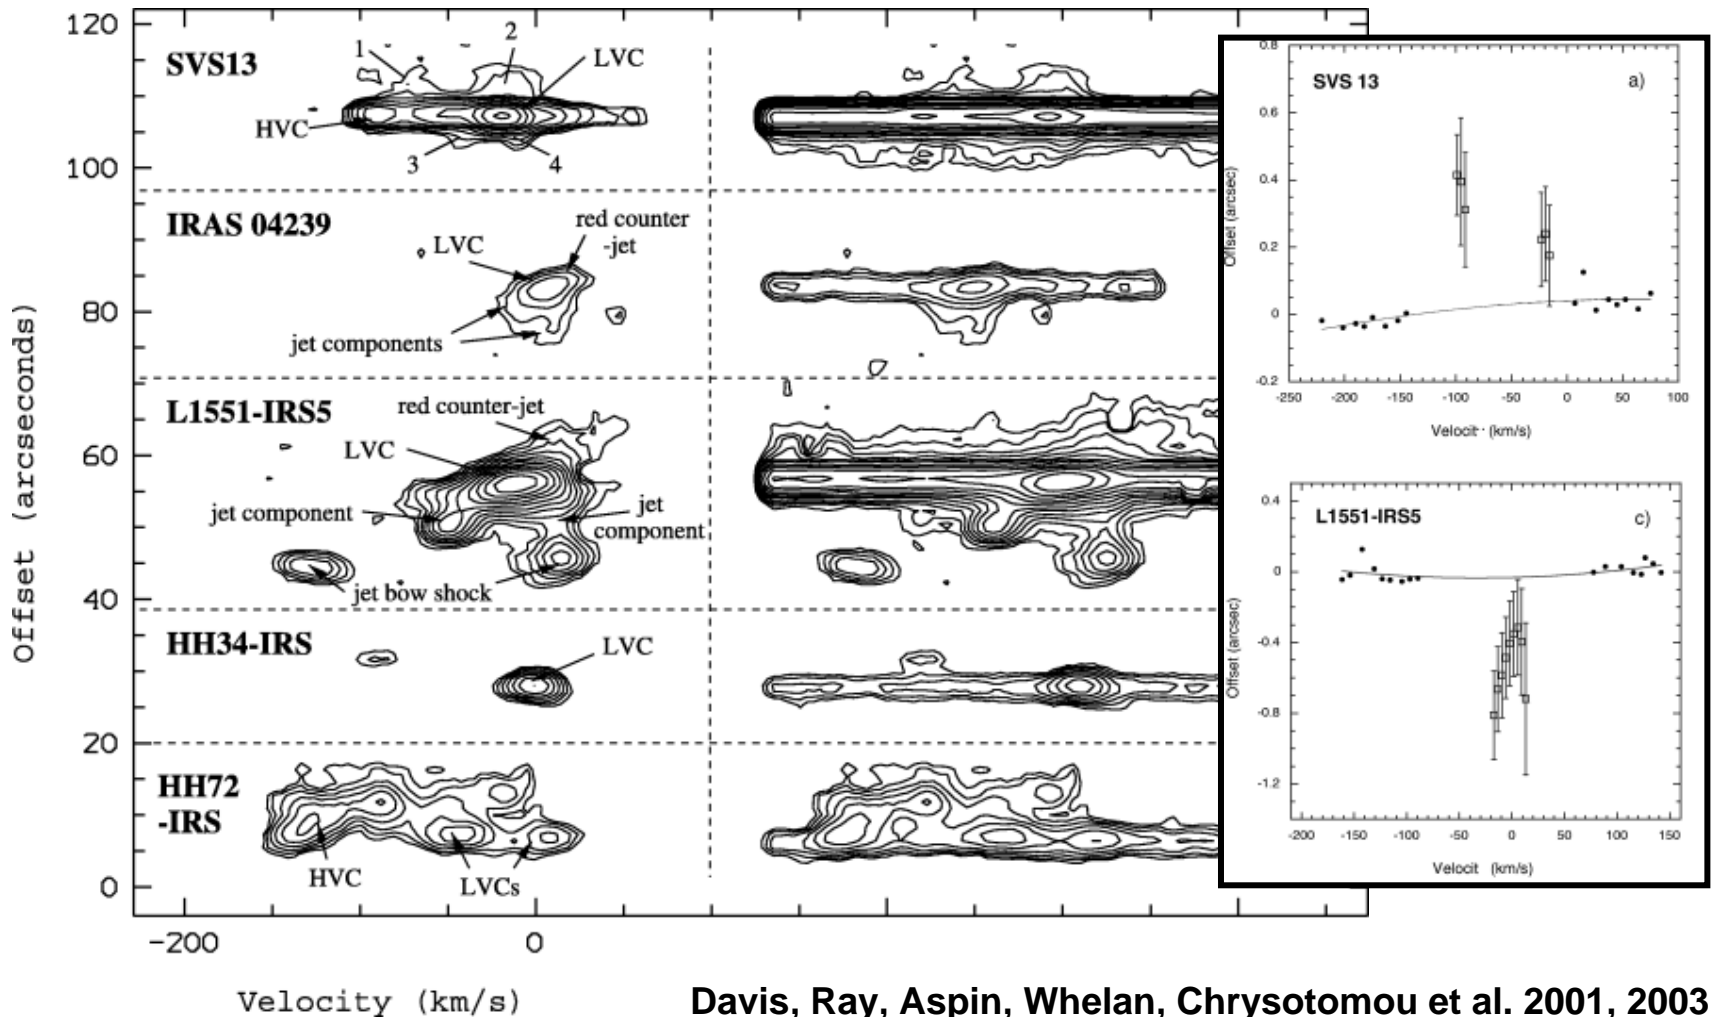 120
100
80
60
40
20
0
Offset (arcseconds)
SVS13
1
2
LVC
HVC
3
4
IRAS 04239
LVC
red counter
-jet
jet components
L1551-IRS5
red counter-jet
LVC
jet component
jet
component
jet bow shock
HH34-IRS
LVC
HH72
-IRS
HVC
LVCs
-200
0
Velocity (km/s)
SVS 13
a)
0.8
0.6
0.4
0.2
0
-0.2
Offset (arcsec)
-250
-200
-150
-100
-50
0
50
100
Velocit (km/s)
L1551-IRS5
c)
0.4
0
-0.4
-0.8
-1.2
Offset (arcsec)
-200
-150
-100
-50
0
50
100
150
Velocit (km/s)
Davis, Ray, Aspin, Whelan, Chrysotomou et al. 2001, 2003